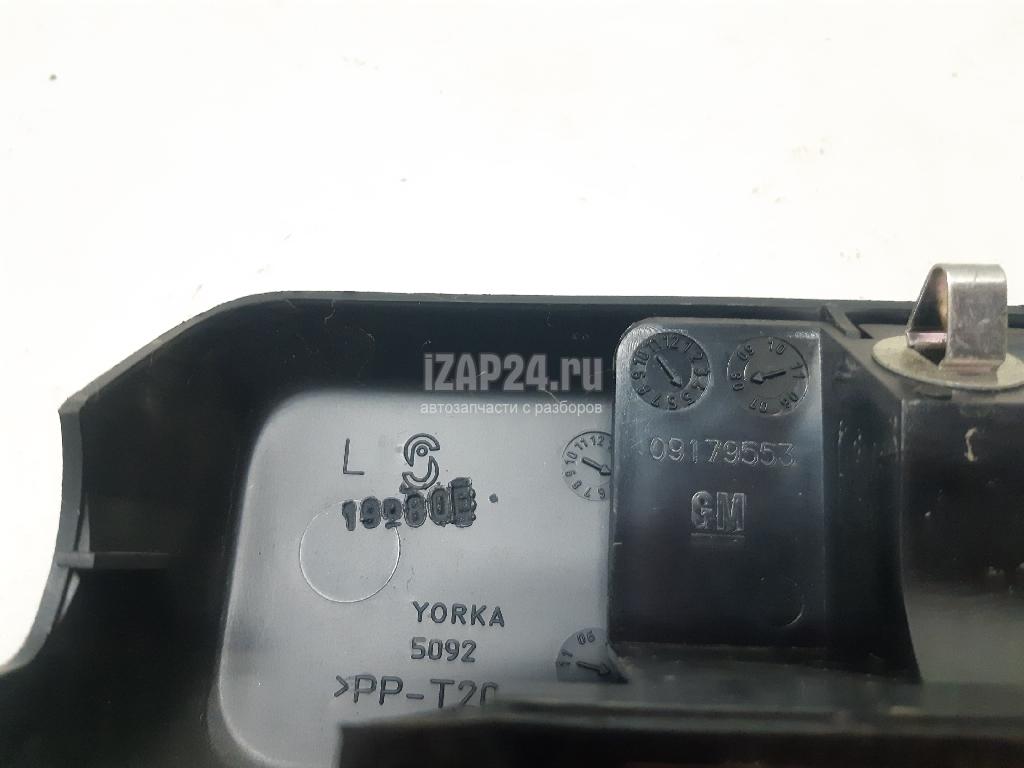 iZAP24.ru
автозапчасти с разборов
09179553
GM
L
YORKA
5092
>PP-T20